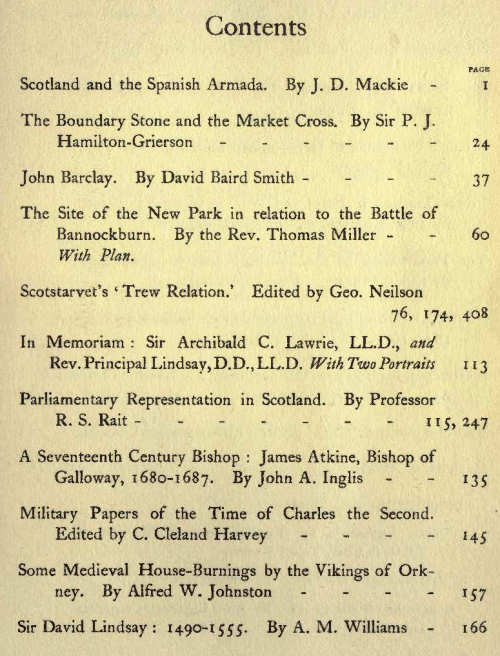 Contents
PAGE
Scotland and the Spanish Armada. By J. D. Mackie - 1
The Boundary Stone and the Market Cross. By Sir P. J.
Hamilton-Grierson - - - - - - 24
John Barclay. By David Baird Smith - - - - 37
The Site of the New Park in relation to the Battle of
Bannockburn. By the Rev. Thomas Miller - - 60
With Plan.
Scotstarvet's ‘Trew Relation.’ Edited by Geo. Neilson
76, 174, 408
In Memoriam : Sir Archibald C. Lawrie, LL.D., and
Rev. Principal Lindsay, D.D., LL.D. With Two Portraits 113
Parliamentary Representation in Scotland. By Professor
R. S. Rait - - - - - - - 115, 247
A Seventeenth Century Bishop : James Atkine, Bishop of
Galloway, 1680-1687. By John A. Inglis - - 135
Military Papers of the Time of Charles the Second.
Edited by C. Cleland Harvey - - - - 145
Some Medieval House-Burnings by the Vikings of Ork-
ney. By Alfred W. Johnston - - - - 157
Sir David Lindsay : 1490-1555. By A. M. Williams - 166